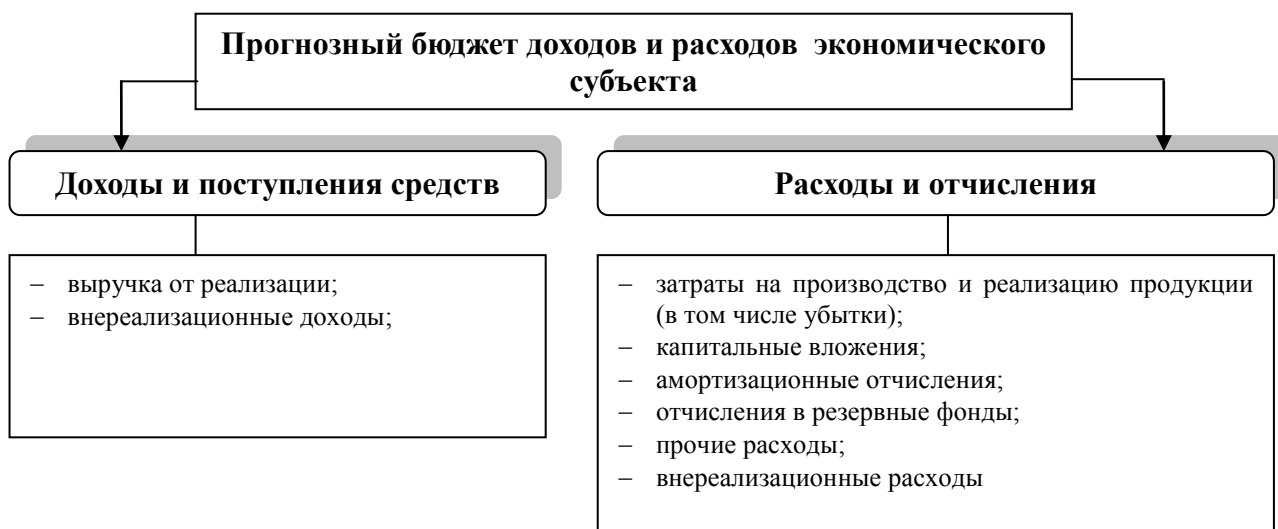 Прогнозный бюджет доходов и расходов экономического
субъекта
Доходы и поступления средств
Расходы и отчисления
– выручка от реализации;
– внереализационные доходы;
– затраты на производство и реализацию продукции
(в том числе убытки);
– капитальные вложения;
– амортизационные отчисления;
– отчисления в резервные фонды;
– прочие расходы;
– внереализационные расходы